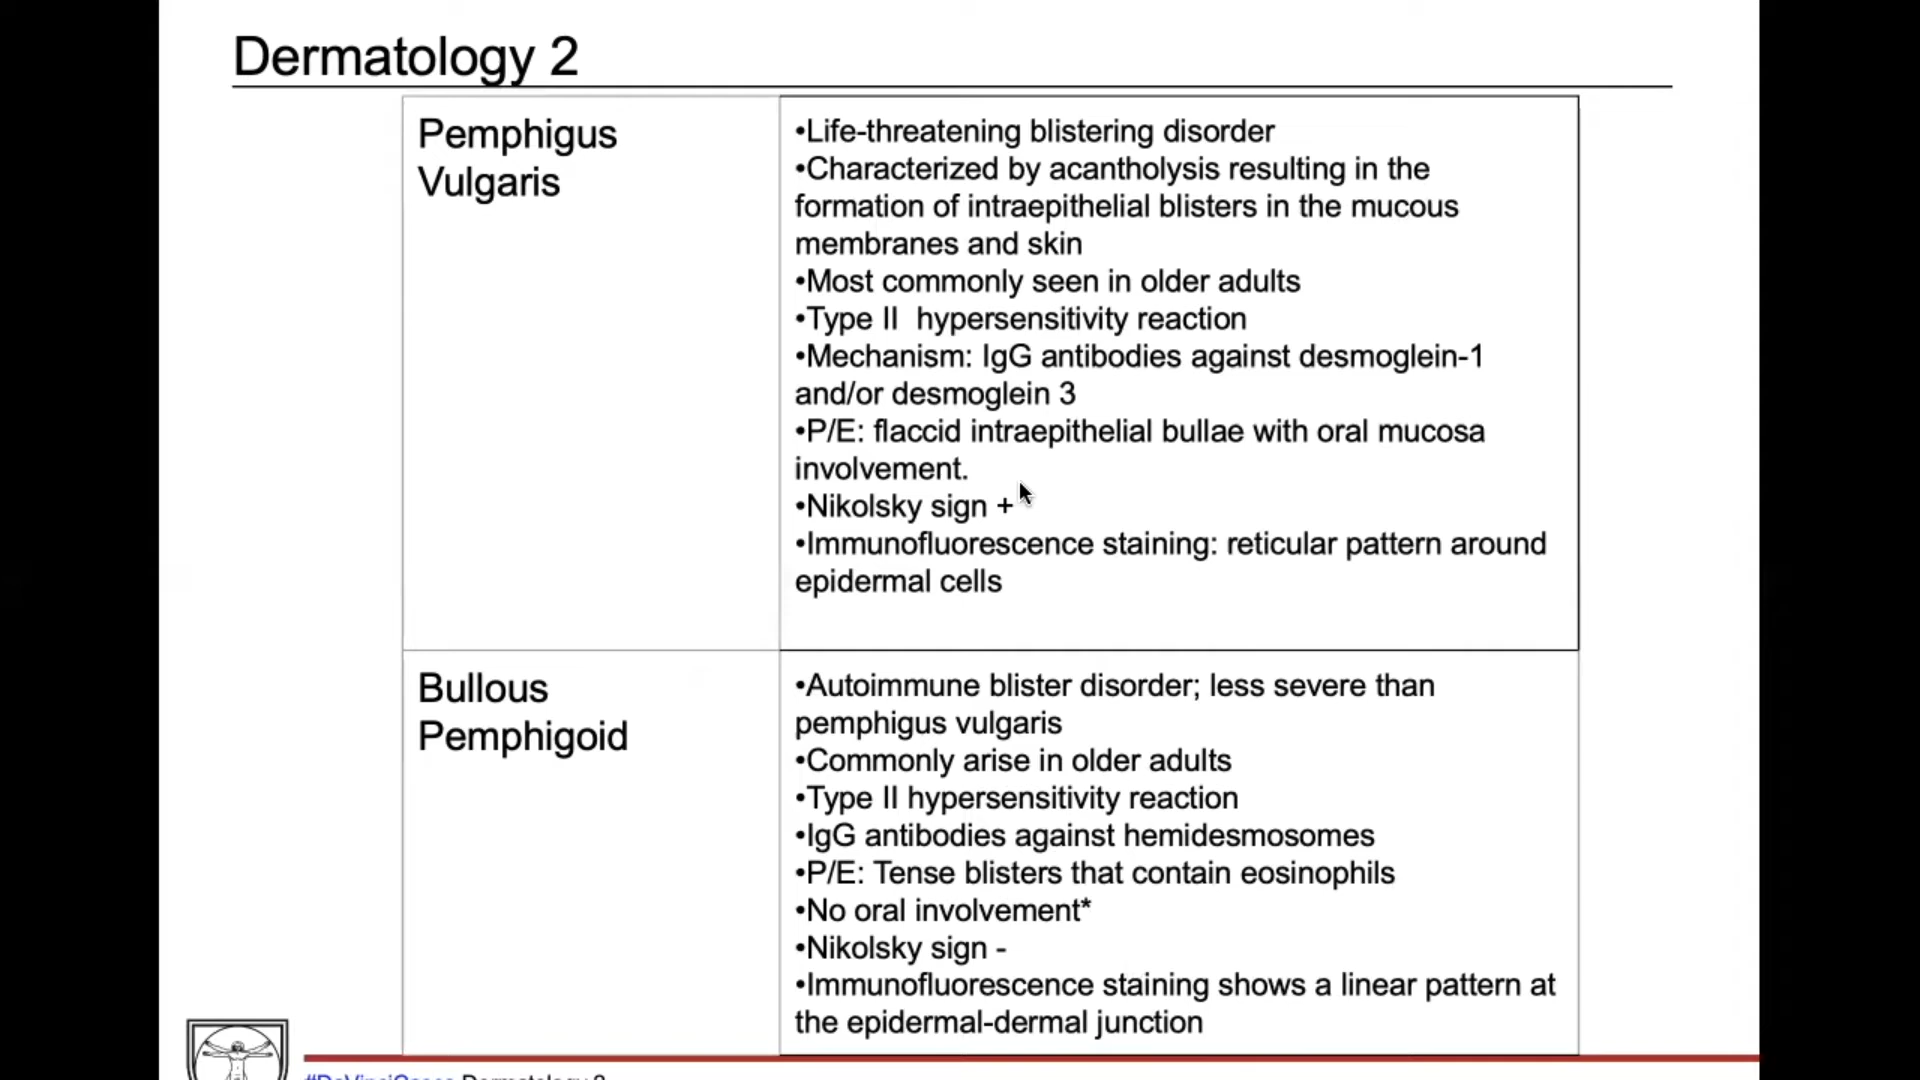 Dermatology 2
Pemphigus
Vulgaris
•Life-threatening blistering disorder
•Characterized by acantholysis resulting in the
formation of intraepithelial blisters in the mucous
membranes and skin
•Most commonly seen in older adults
•Type II  hypersensitivity reaction
•Mechanism: IgG antibodies against desmoglein-1
and/or desmoglein 3
•P/E: flaccid intraepithelial bullae with oral mucosa
involvement.
•Nikolsky sign +
•Immunofluorescence staining: reticular pattern around
epidermal cells
Bullous
Pemphigoid
•Autoimmune blister disorder; less severe than
pemphigus vulgaris
•Commonly arise in older adults
•Type II hypersensitivity reaction
•IgG antibodies against hemidesmosomes
•P/E: Tense blisters that contain eosinophils
•No oral involvement*
•Nikolsky sign -
•Immunofluorescence staining shows a linear pattern at
the epidermal-dermal junction
#DaVinciCases Dermatology 2